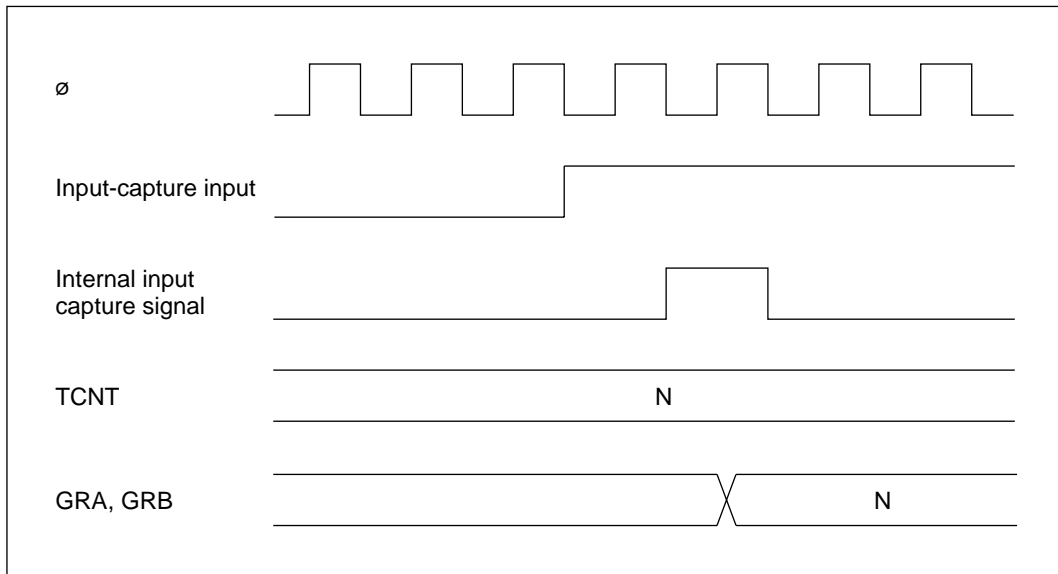 ø
Input-capture input
Internal input
capture signal
TCNT
N
GRA, GRB
N